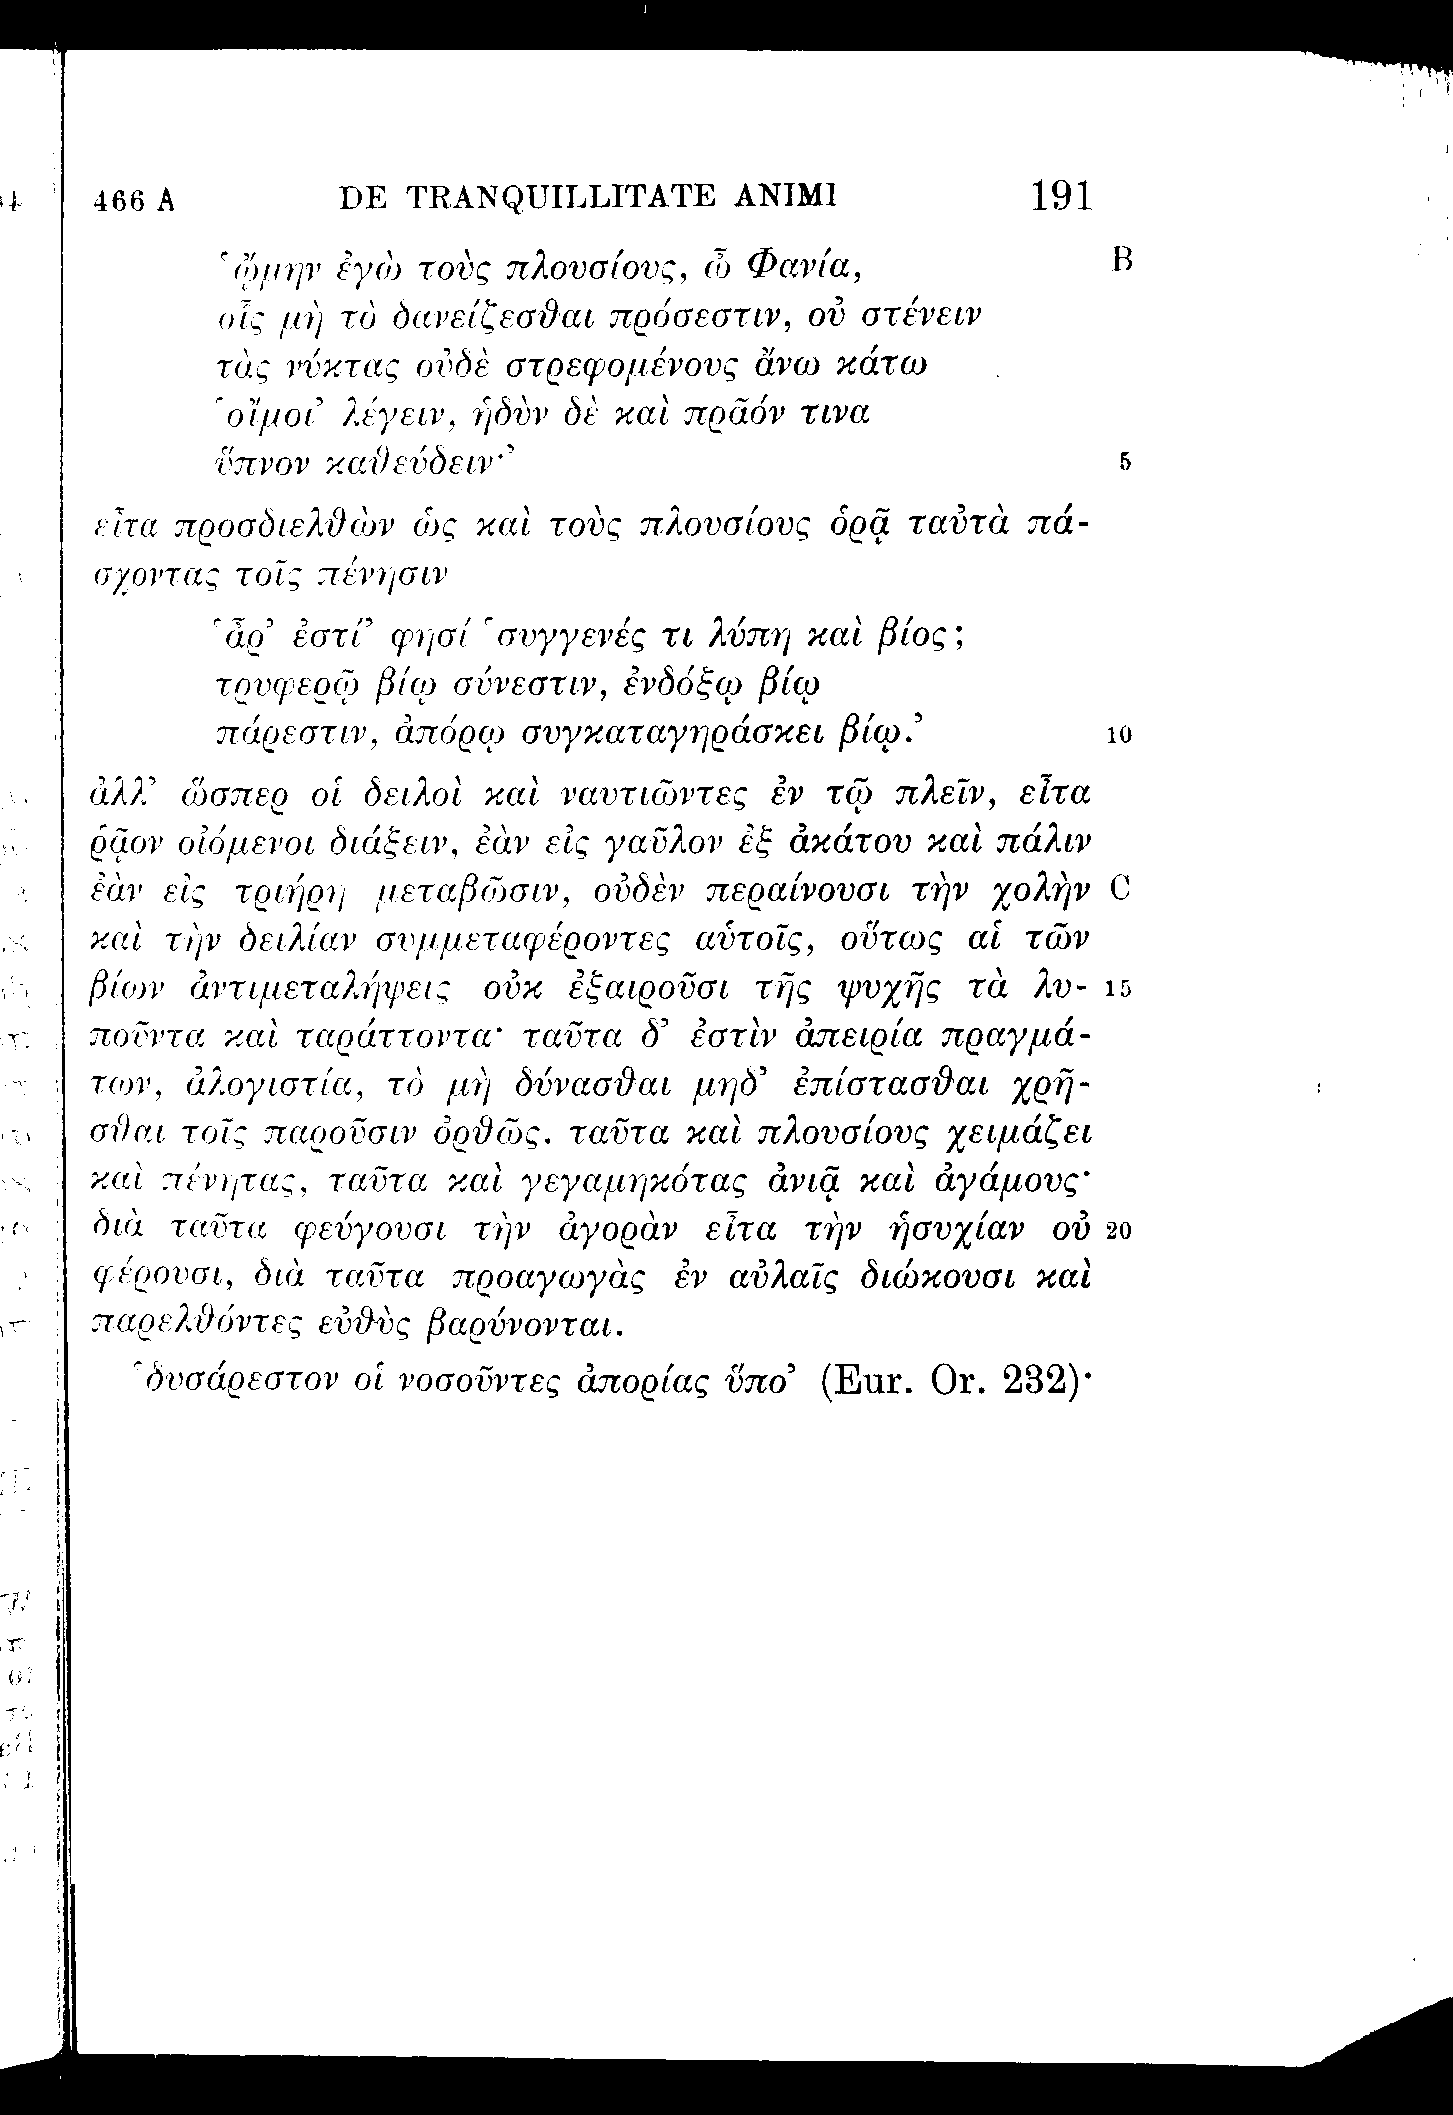 466 A DE TRANQUILLITATE ANIMI 191
‘ᾤμην ἐγὼ τοὺς πλουσίους, ὦ Φανία, B
οἷς μὴ τὸ δανείζεσθαι πρόσεστιν, οὐ στένειν
τὰς νύκτας οὐδὲ στρεφομένους ἄνω κάτω
‘οἴμοι’ λέγειν, ἡδὺν δὲ καὶ πρᾶόν τινα
ὕπνον καθεύδειν·’ 5
εἶτα προσδιελθὼν ὡς καὶ τοὺς πλουσίους ὁρᾷ ταὐτὰ πά-
σχοντας τοῖς πένησιν
‘ἆρ’ ἐστί’ φησί ‘συγγενές τι λύπη καὶ βίος;
τρυφερῷ βίῳ σύνεστιν, ἐνδόξῳ βίῳ
πάρεστιν, ἀπόρῳ συγκαταγηράσκει βίῳ.’ 10
ἀλλ’ ὥσπερ οἱ δειλοὶ καὶ ναυτιῶντες ἐν τῷ πλεῖν, εἶτα
ῥᾷον οἰόμενοι διάξειν, ἐὰν εἰς γαῦλον ἐξ ἀκάτου καὶ πάλιν
ἐὰν εἰς τριήρη μεταβῶσιν, οὐδὲν περαίνουσι τὴν χολὴν C
καὶ τὴν δειλίαν συμμεταφέροντες αὑτοῖς, οὕτως αἱ τῶν
βίων ἀντιμεταλήψεις οὐκ ἐξαιροῦσι τῆς ψυχῆς τὰ λυ- 15
ποῦντα καὶ ταράττοντα· ταῦτα δ’ ἐστὶν ἀπειρία πραγμά-
των, ἀλογιστία, τὸ μὴ δύνασθαι μηδ’ ἐπίστασθαι χρῆ-
σθαι τοῖς παροῦσιν ὀρθῶς. ταῦτα καὶ πλουσίους χειμάζει
καὶ πένητας, ταῦτα καὶ γεγαμηκότας ἀνιᾷ καὶ ἀγάμους·
διὰ ταῦτα φεύγουσι τὴν ἀγορὰν εἶτα τὴν ἡσυχίαν οὐ 20
φέρουσι, διὰ ταῦτα προαγωγὰς ἐν αὐλαῖς διώκουσι καὶ
παρελθόντες εὐθὺς βαρύνονται.
‘δυσάρεστον οἱ νοσοῦντες ἀπορίας ὕπο’ (Eur. Or. 232)·